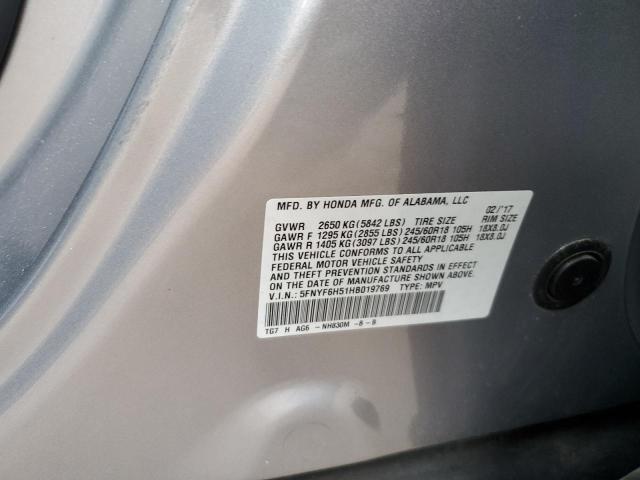 MFD. BY HONDA MFG. OF ALABAMA, LLC 02/'17
GVWR 2650 KG (5842 LBS) TIRE SIZE RIM SIZE
GAWR F 1295 KG (2855 LBS) 245/60R18 105H 18X8.0J
GAWR R 1405 KG (3097 LBS) 245/60R18 105H 18X8.0J
THIS VEHICLE CONFORMS TO ALL APPLICABLE
FEDERAL MOTOR VEHICLE SAFETY
AND THEFT PREVENTION STANDARDS IN EFFECT
ON THE DATE OF MANUFACTURE SHOWN ABOVE.
V.I.N.: 5FNYF6H51HB019769 TYPE: MPV
TG7 H AG6 -NH830M -B-B